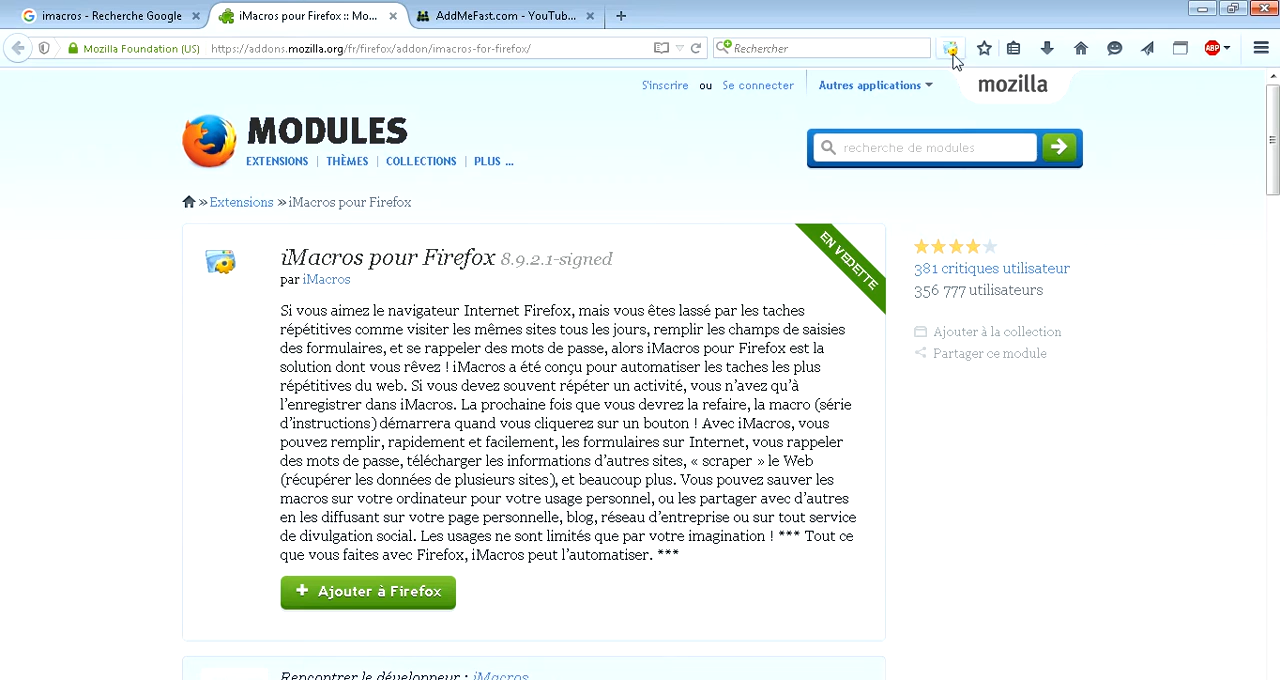 imacros - Recherche Google
iMacros pour Firefox :: Mo...
AddMeFast.com - YouTub...
Mozilla Foundation (US)
https://addons.mozilla.org/fr/firefox/addon/imacros-for-firefox/
Rechercher
ABP
S'inscrire ou Se connecter
Autres applications
mozilla
MODULES
EXTENSIONS | THÈMES | COLLECTIONS | PLUS ...
recherche de modules
» Extensions » iMacros pour Firefox
iMacros pour Firefox 8.9.2.1-signed
par iMacros
EN VEDETTE
Si vous aimez le navigateur Internet Firefox, mais vous êtes las de faire des taches
répétitives comme visiter les mêmes sites tous les jours, remplir les champs de saisies
des formulaires, et se rappeler des mots de passe, alors iMacros pour Firefox est la
solution dont vous rêvez ! iMacros a été conçu pour automatiser les taches les plus
répétitives du web. Si vous devez souvent répéter un activité, vous n'avez qu'à
l'enregistrer dans iMacros. La prochaine fois que vous devrez la refaire, la macro (série
d'instructions) démarrera quand vous cliquerez sur un bouton ! Avec iMacros, vous
pouvez remplir, rapidement et facilement, les formulaires sur Internet, vous rappeler
des mots de passe, télécharger les informations d'autres sites, « scraper » le Web
(récupérer les données de plusieurs sites), et beaucoup plus. Vous pouvez sauver les
macros sur votre ordinateur pour votre usage personnel, ou les partager avec d'autres
en les diffusant sur votre page personnelle, blog, réseau d'entreprise ou sur tout service
de divulgation social. Les usages ne sont limités que par votre imagination ! *** Tout ce
que vous faites avec Firefox, iMacros peut l'automatiser. ***
+ Ajouter à Firefox
381 critiques utilisateur
356 777 utilisateurs
Ajouter à la collection
Partager ce module
Rencontrer le développeur : iMacros